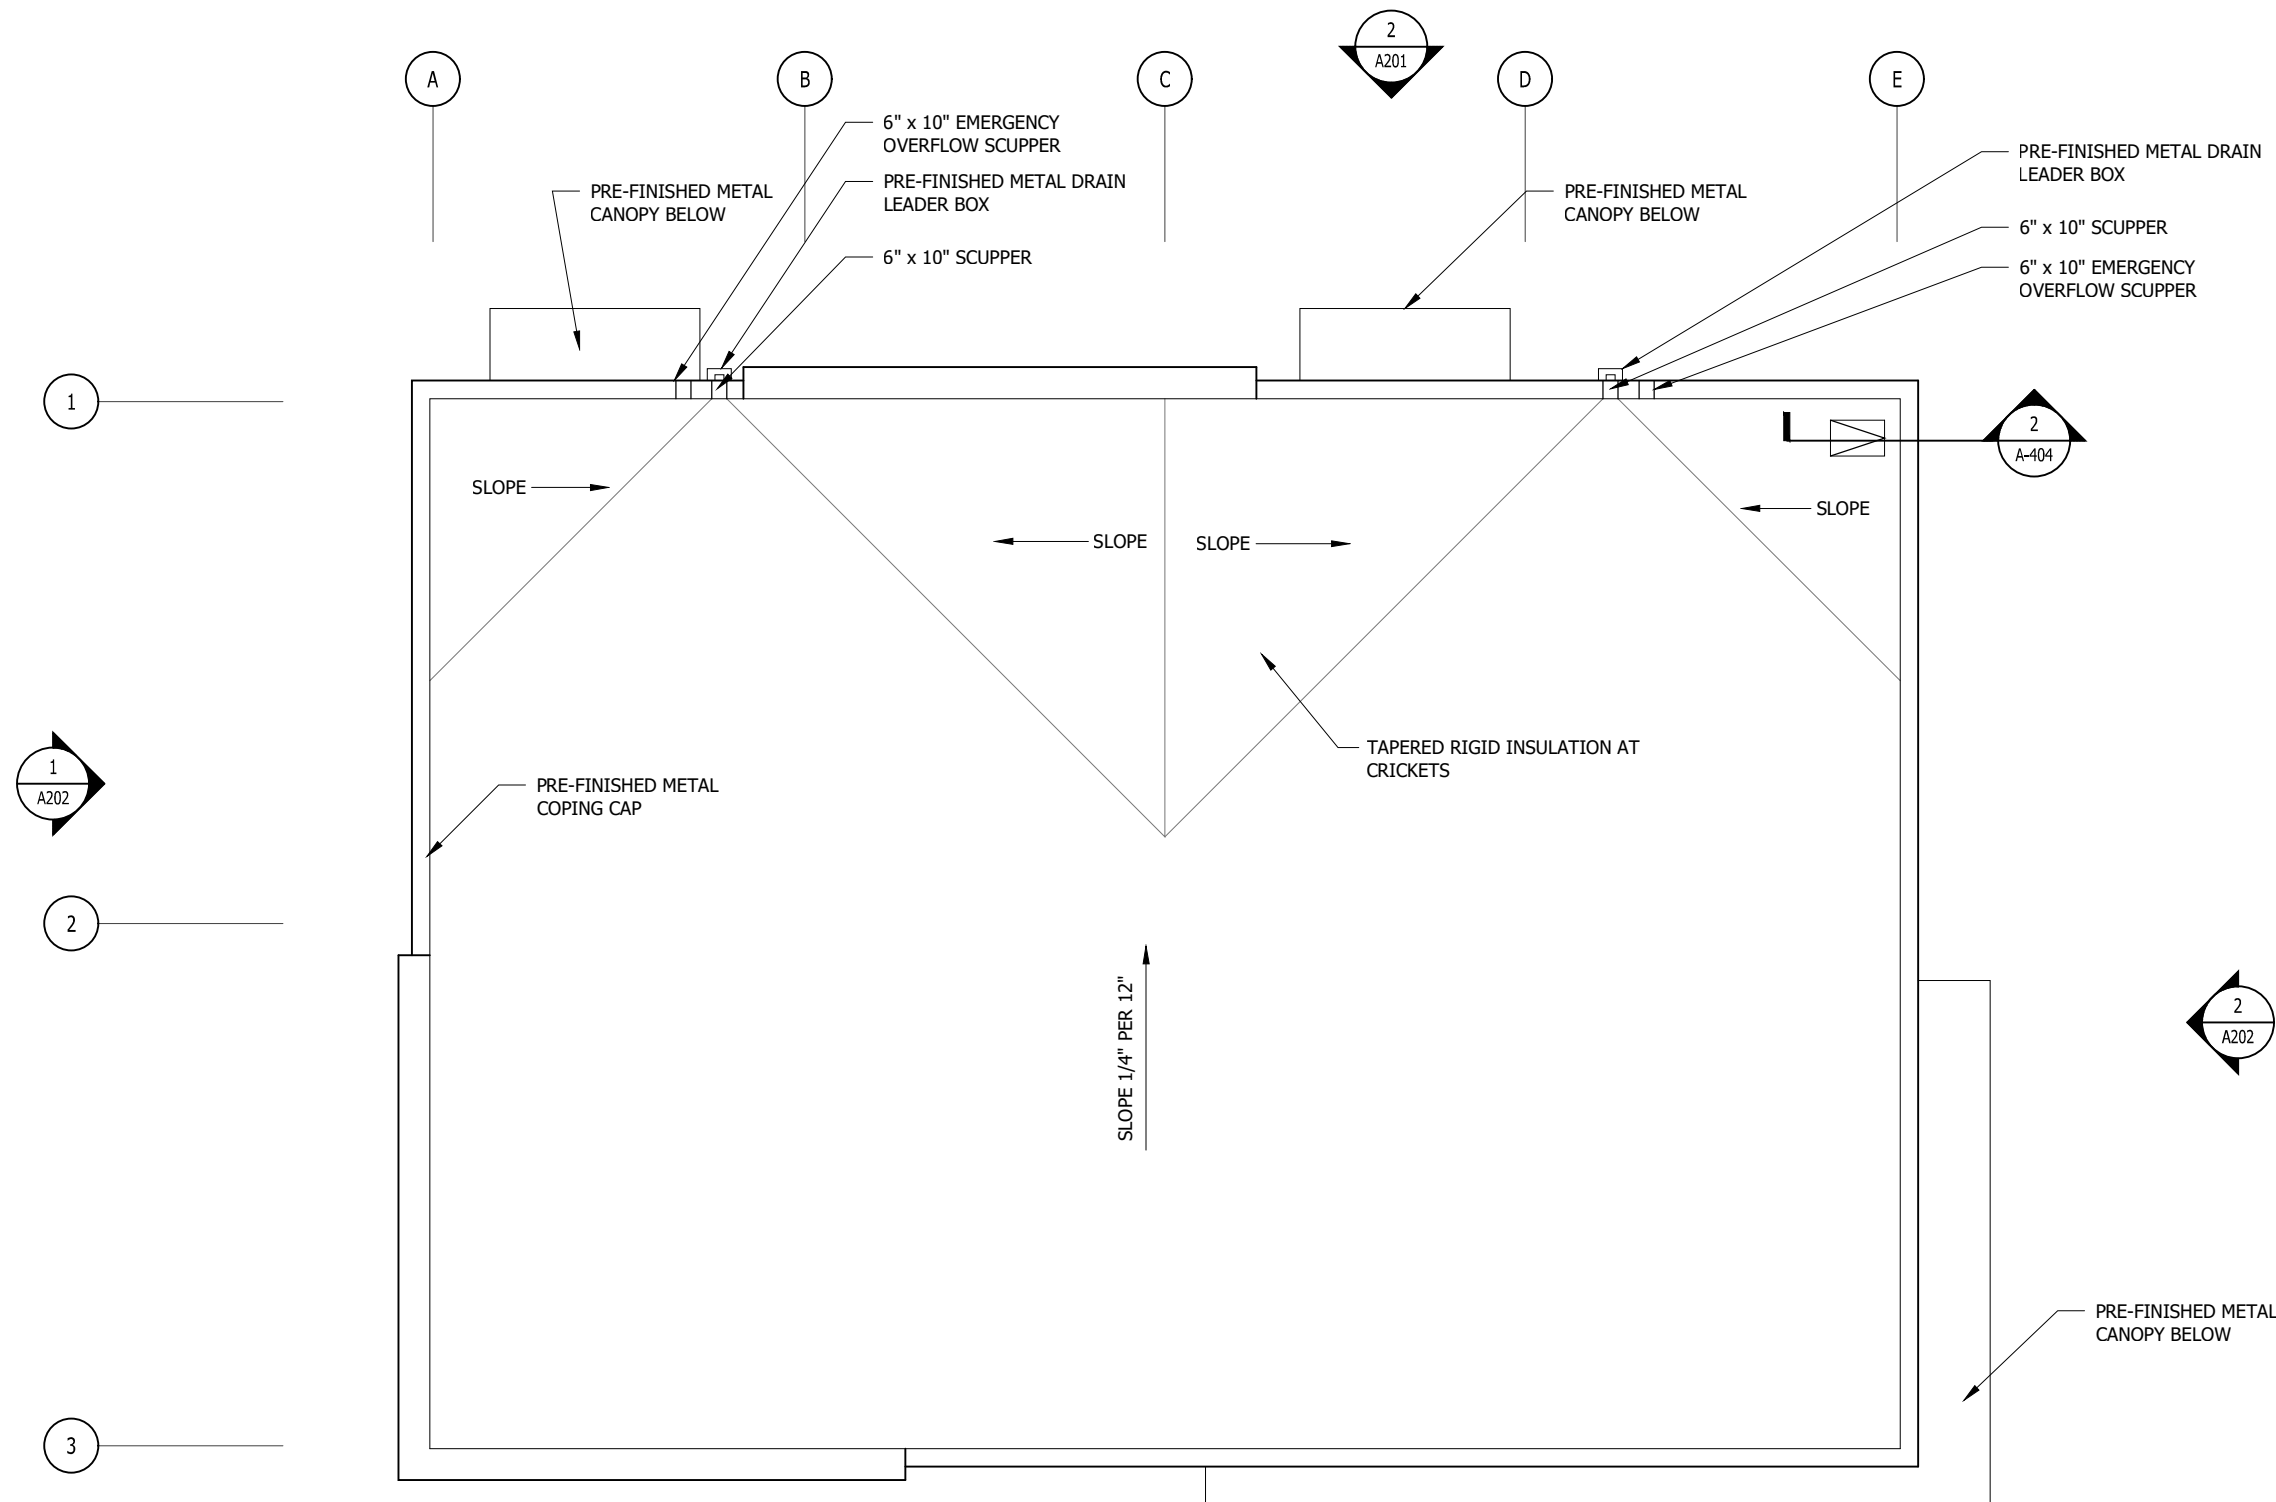 2
A201
A
B
C
D
E
6" x 10" EMERGENCY
OVERFLOW SCUPPER
PRE-FINISHED METAL DRAIN
LEADER BOX
PRE-FINISHED METAL
CANOPY BELOW
PRE-FINISHED METAL DRAIN
LEADER BOX
PRE-FINISHED METAL
CANOPY BELOW
6" x 10" SCUPPER
6" x 10" SCUPPER
6" x 10" EMERGENCY
OVERFLOW SCUPPER
1
2
A-404
SLOPE
SLOPE
SLOPE
SLOPE
TAPERED RIGID INSULATION AT
CRICKETS
1
A202
PRE-FINISHED METAL
COPING CAP
2
SLOPE 1/4" PER 12"
2
A202
PRE-FINISHED METAL
CANOPY BELOW
3